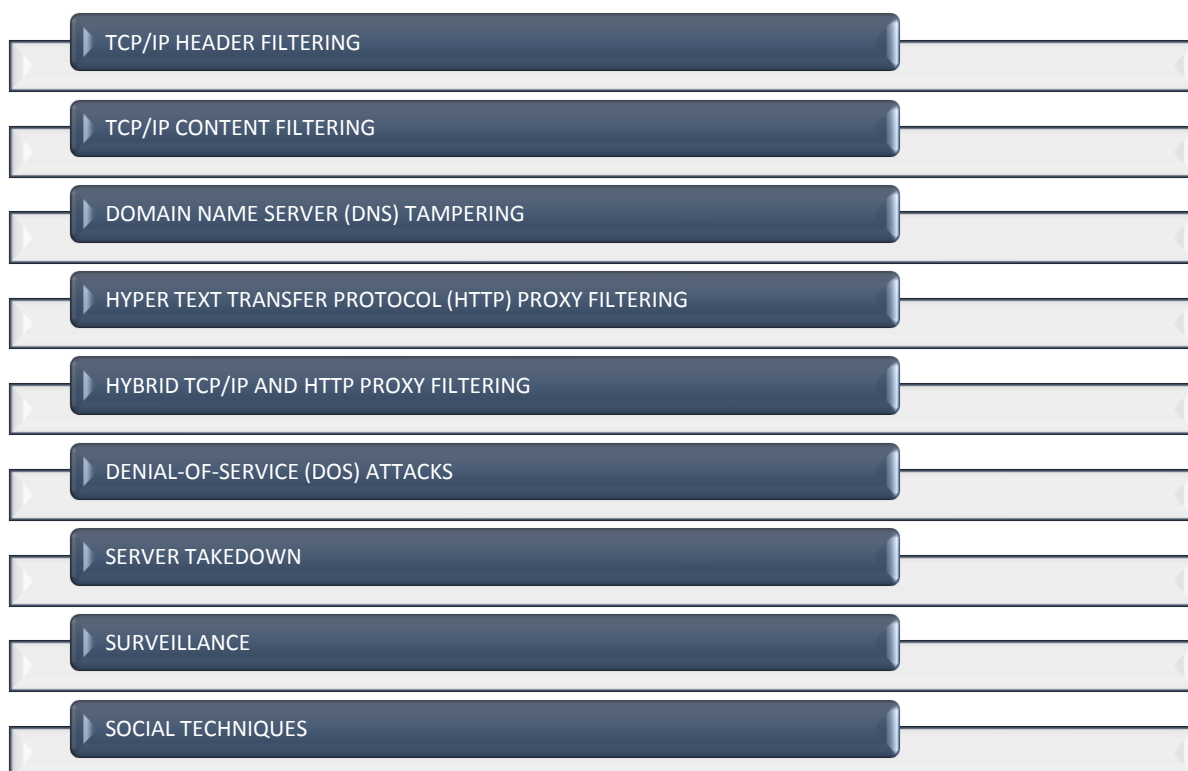 TCP/IP HEADER FILTERING
TCP/IP CONTENT FILTERING
DOMAIN NAME SERVER (DNS) TAMPERING
HYPER TEXT TRANSFER PROTOCOL (HTTP) PROXY FILTERING
HYBRID TCP/IP AND HTTP PROXY FILTERING
DENIAL-OF-SERVICE (DOS) ATTACKS
SERVER TAKEDOWN
SURVEILLANCE
SOCIAL TECHNIQUES